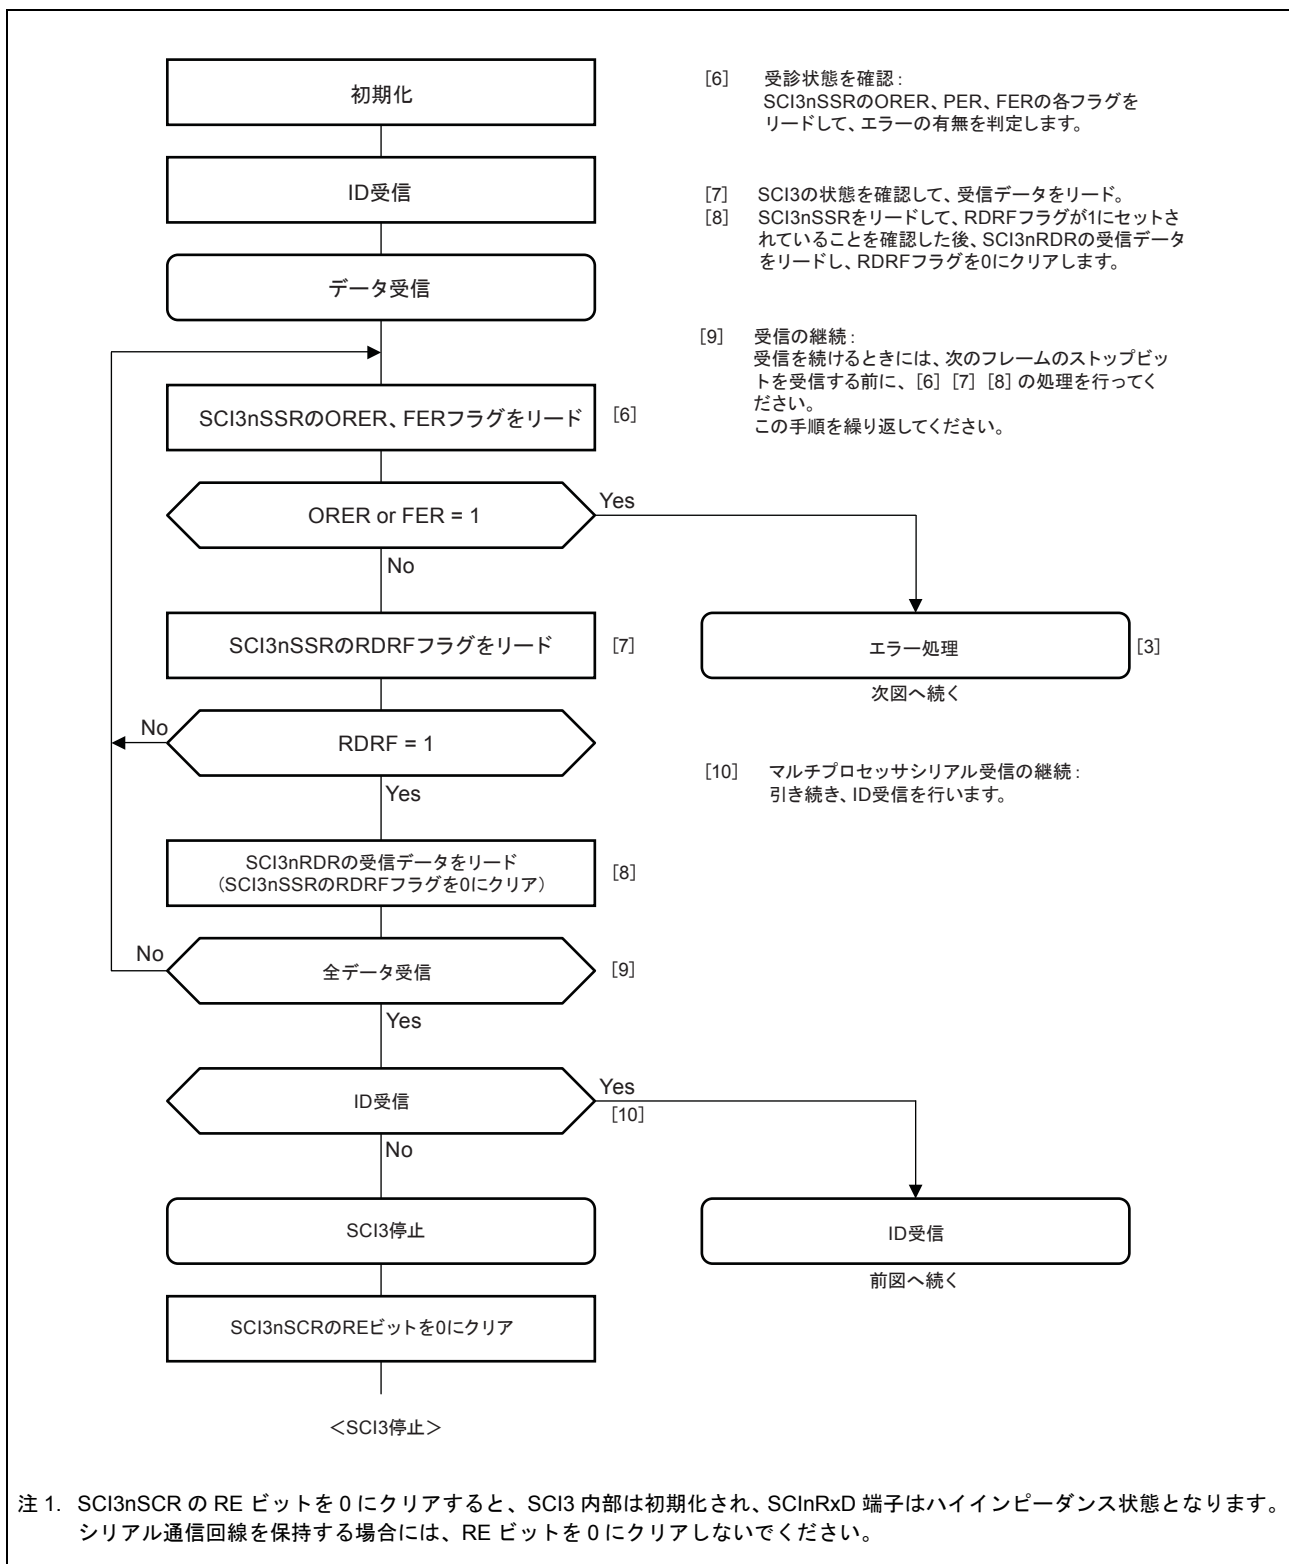 初期化
ID受信
データ受信
SCI3nSSRのORER、FERフラグをリード
[6]
ORER or FER = 1
Yes
No
SCI3nSSRのRDRFフラグをリード
[7]
エラー処理
[3]
次図へ続く
No
RDRF = 1
Yes
SCI3nRDRの受信データをリード
（SCI3nSSRのRDRFフラグを0にクリア）
[8]
No
全データ受信
[9]
Yes
ID受信
Yes
[10]
No
SCI3停止
ID受信
前図へ続く
SCI3nSCRのREビットを0にクリア
＜SCI3停止＞
[6] 受診状態を確認：
SCI3nSSRのORER、PER、FERの各フラグを
リードして、エラーの有無を判定します。
[7] SCI3の状態を確認して、受信データをリード。
[8] SCI3nSSRをリードして、RDRFフラグが1にセットさ
れていることを確認した後、SCI3nRDRの受信データ
をリードし、RDRFフラグを0にクリアします。
[9] 受信の継続：
受信を続けるときには、次のフレームのストップビッ
トを受信する前に、[6] [7] [8] の処理を行ってく
ださい。
この手順を繰り返してください。
[10] マルチプロセッサシリアル受信の継続：
引き続き、ID受信を行います。
注 1. SCI3nSCR の RE ビットを 0 にクリアすると、SCI3 内部は初期化され、SCInRxD 端子はハイインピーダンス状態となります。
シリアル通信回線を保持する場合には、RE ビットを 0 にクリアしないでください。